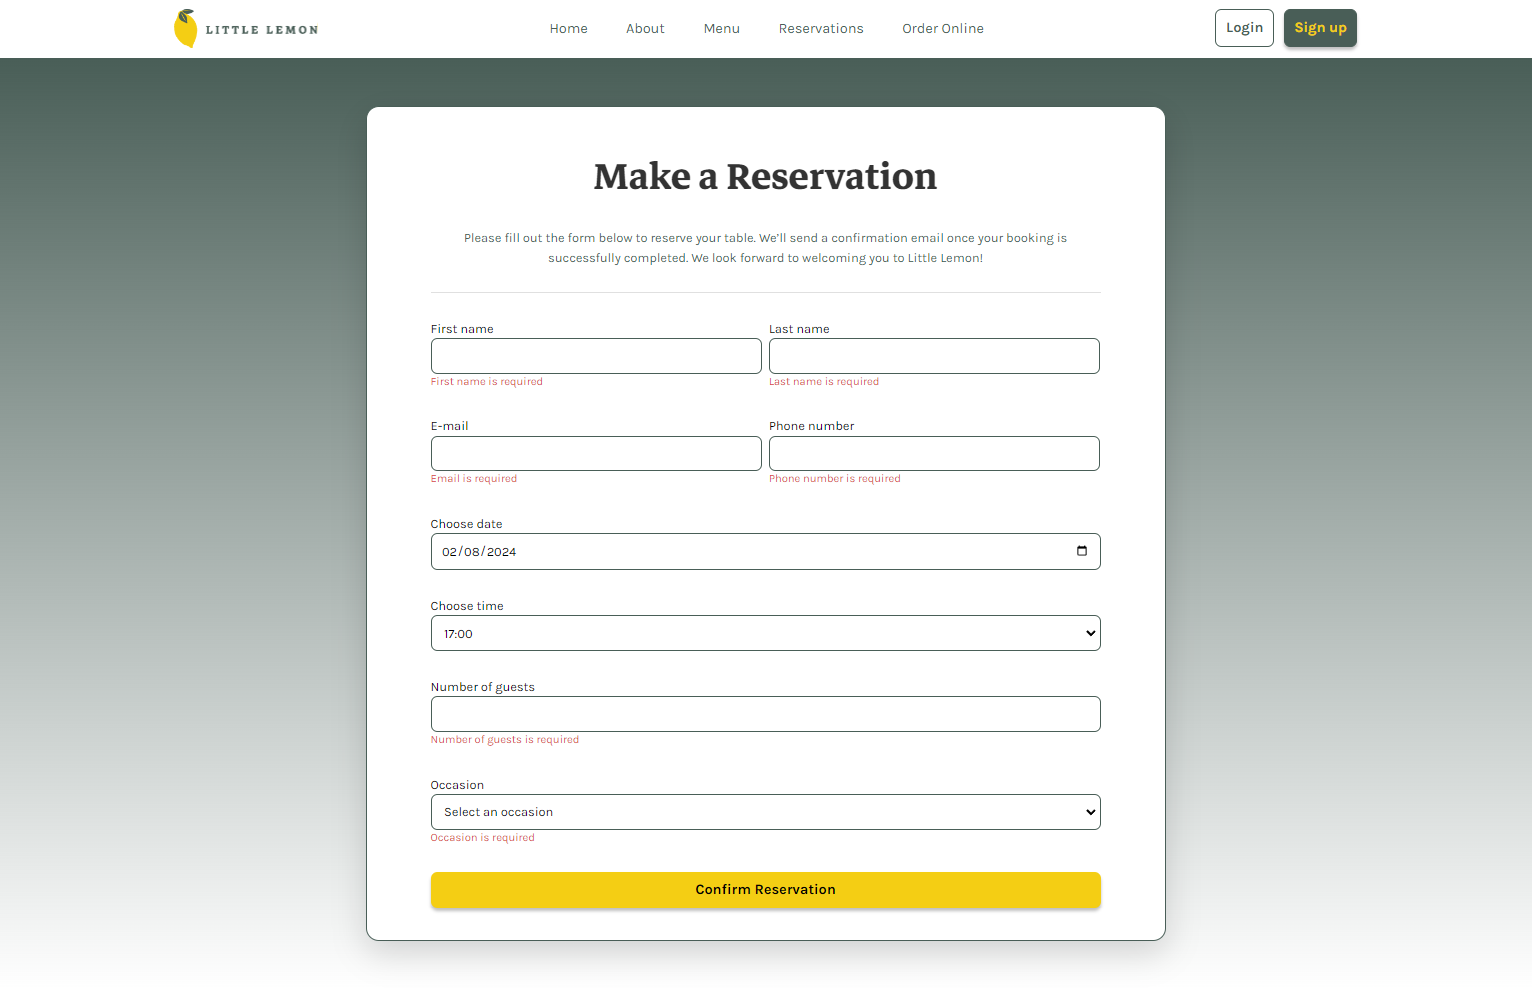 LITTLE LEMON
Home About Menu Reservations Order Online
Login Sign up
Make a Reservation
Please fill out the form below to reserve your table. We’ll send a confirmation email once your booking is
successfully completed. We look forward to welcoming you to Little Lemon!
First name Last name
First name is required Last name is required
E-mail Phone number
Email is required Phone number is required
Choose date
02/08/2024
Choose time
17:00
Number of guests
Number of guests is required
Occasion
Select an occasion
Occasion is required
Confirm Reservation